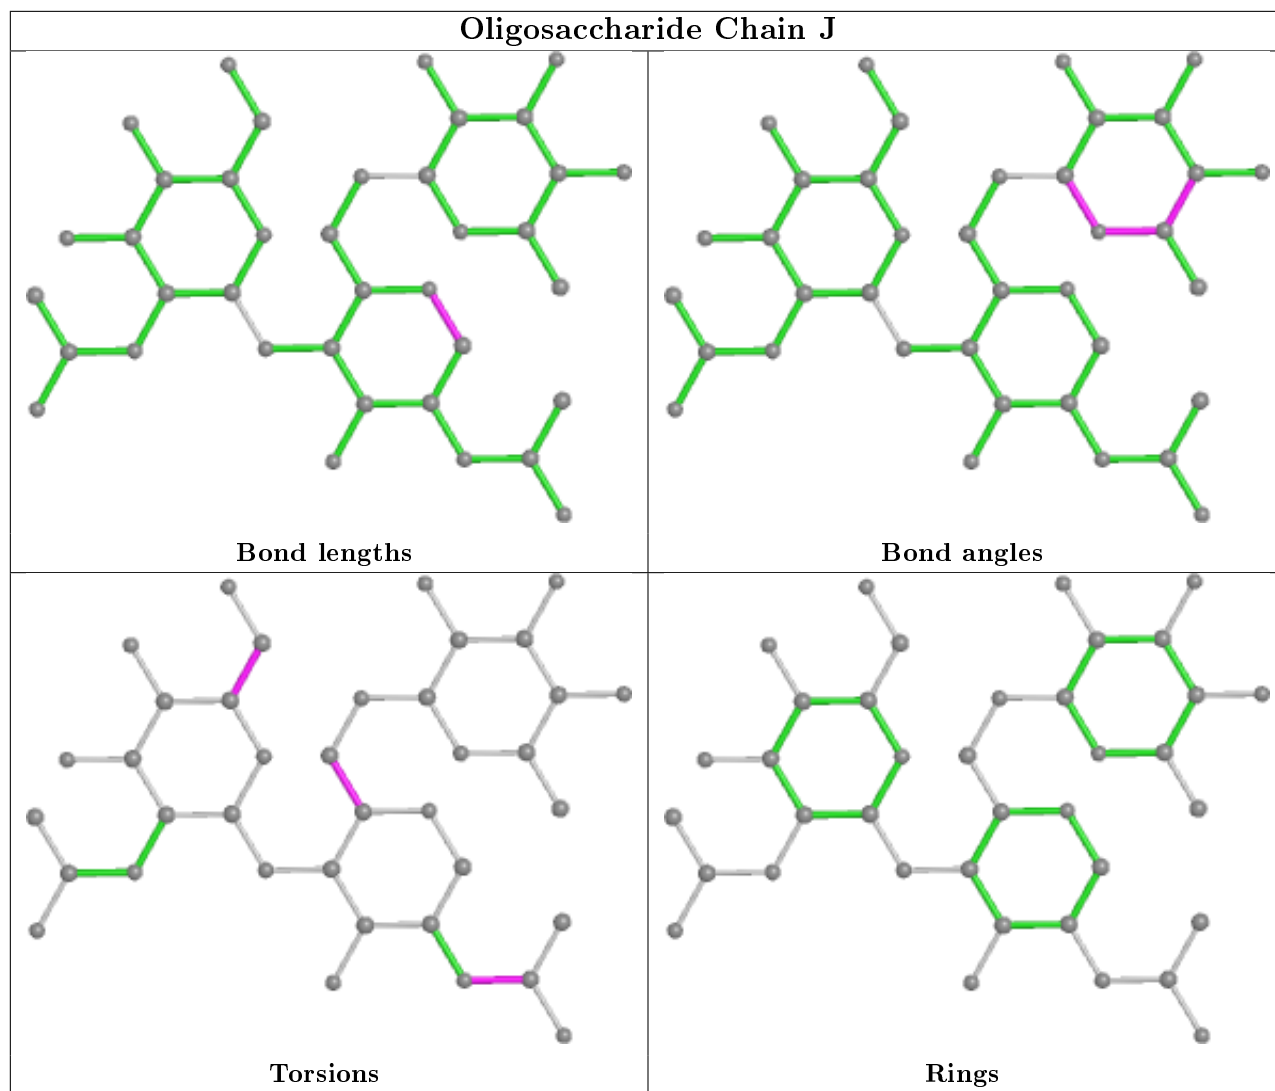 Oligosaccharide Chain J
Bond lengths
Bond angles
Torsions
Rings